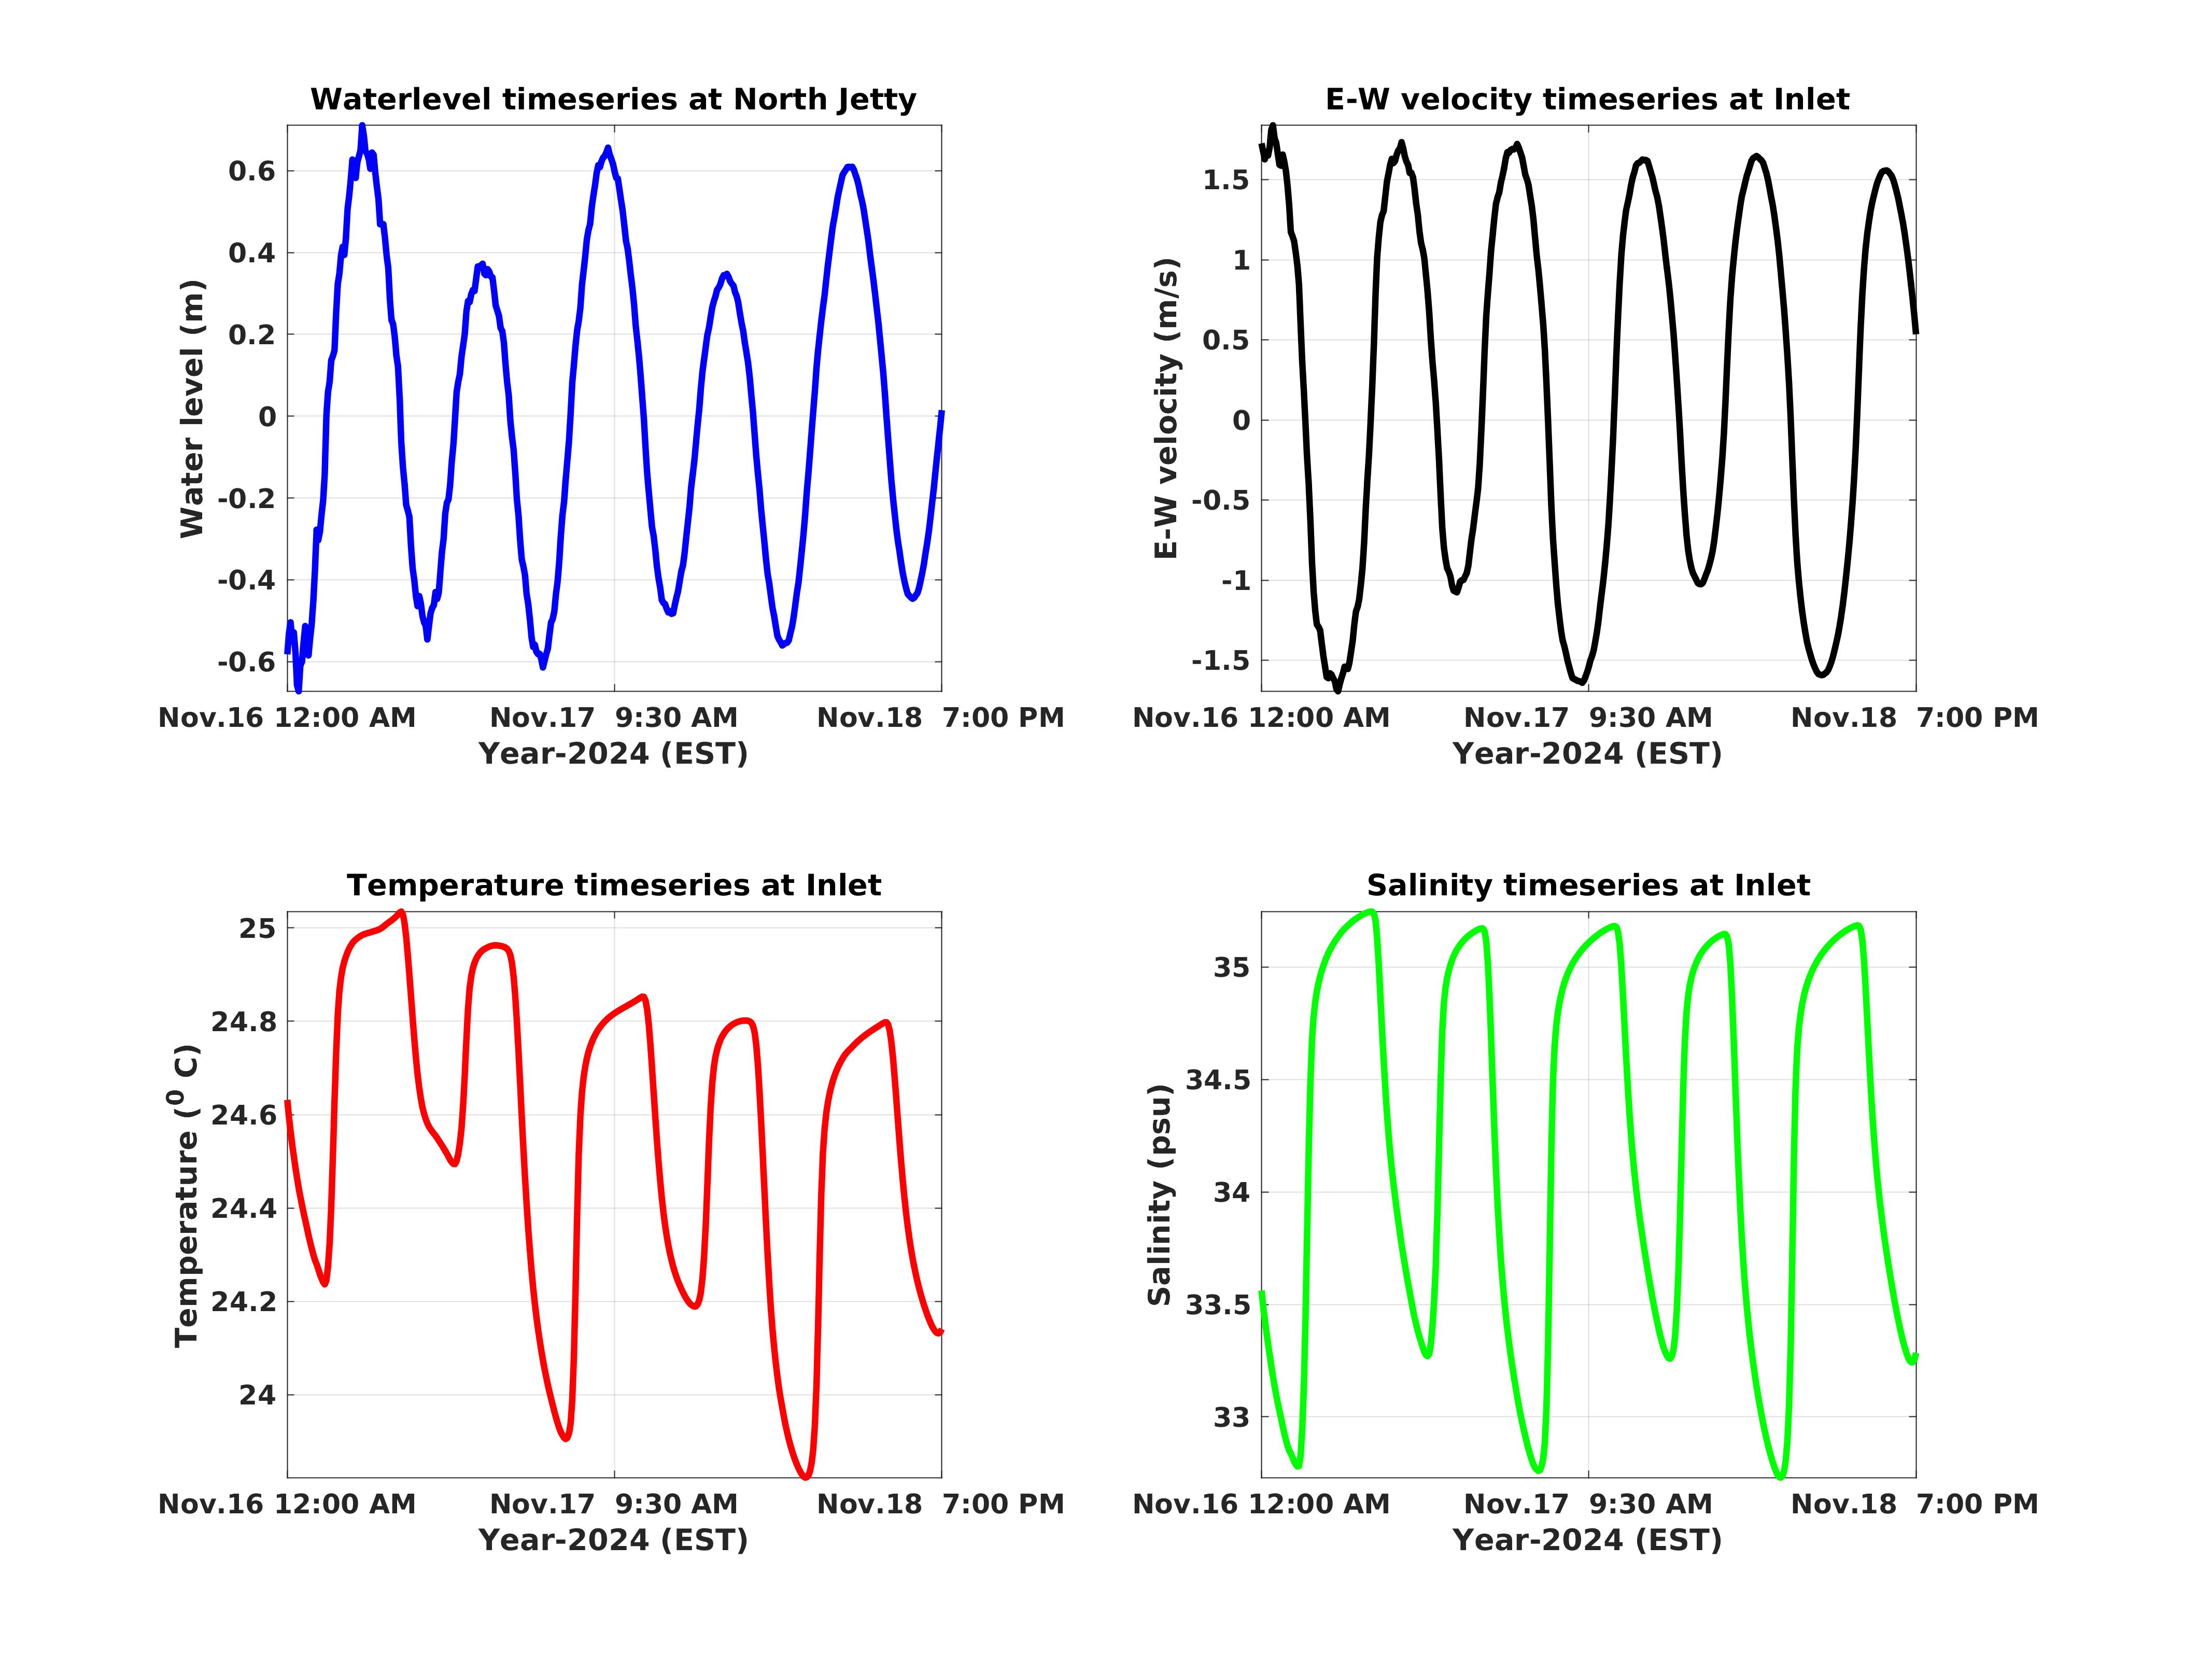 Waterlevel timeseries at North Jetty
0.6
0.4
0.2
0
-0.2
-0.4
-0.6
Water level (m)
Nov.16 12:00 AM
Nov.17 9:30 AM
Nov.18 7:00 PM
Year-2024 (EST)
E-W velocity timeseries at Inlet
1.5
1
0.5
0
-0.5
-1
-1.5
E-W velocity (m/s)
Nov.16 12:00 AM
Nov.17 9:30 AM
Nov.18 7:00 PM
Year-2024 (EST)
Temperature timeseries at Inlet
25
24.8
24.6
24.4
24.2
24
Temperature (⁰ C)
Nov.16 12:00 AM
Nov.17 9:30 AM
Nov.18 7:00 PM
Year-2024 (EST)
Salinity timeseries at Inlet
35
34.5
34
33.5
33
Salinity (psu)
Nov.16 12:00 AM
Nov.17 9:30 AM
Nov.18 7:00 PM
Year-2024 (EST)